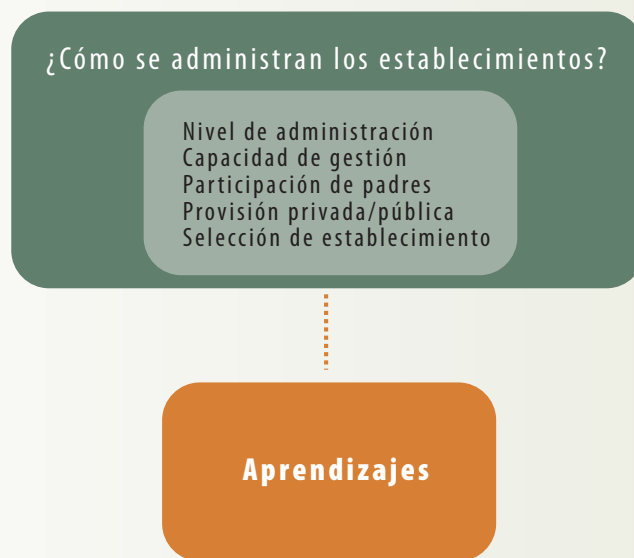 ¿Cómo se administran los establecimientos?
Nivel de administración
Capacidad de gestión
Participación de padres
Provisión privada/pública
Selección de establecimiento
Aprendizajes